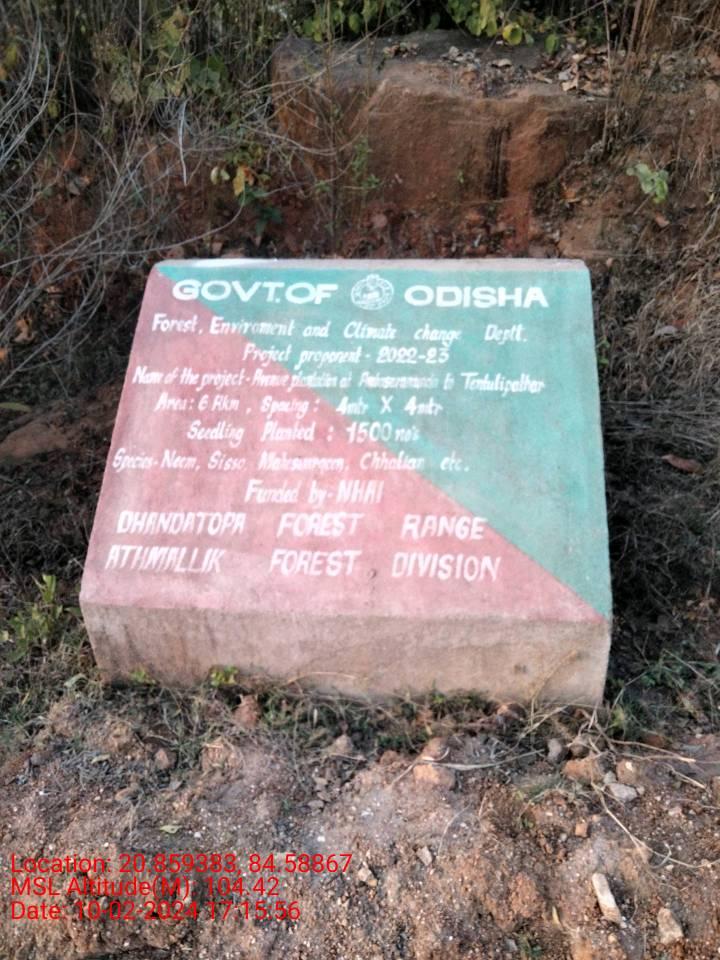 GOVT.OF ODISHA
Forest, Enviroment and Climate change Deptt.
Project proponent - 2022-23
Name of the project - Avenue plantation at to Tentulipathar
Area: 6 Rkm, Spacing: 4mtr X 4mtr
Seedling Planted : 1500 no's
Species - Neem, Sisso, Chhatian etc.
Funded by - NHAI
DHANDATOPA FOREST RANGE
ATHMALLIK FOREST DIVISION
Location: 20.859383, 84.58867
MSL Altitude(M): 104.42
Date: 10-02-2024 17:15:56